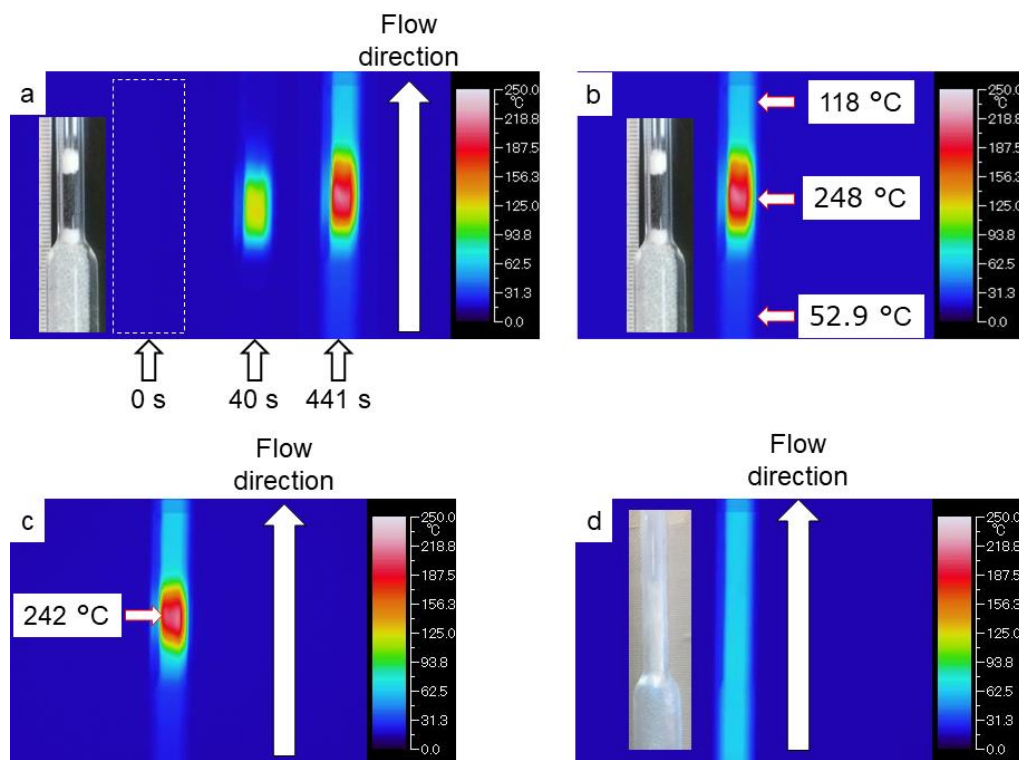 Flow
direction
a
250.0
°C
218.8
187.5
156.3
125.0
93.8
62.5
31.3
0.0
0 s
40 s
441 s
b
118 °C
248 °C
52.9 °C
250.0
°C
218.8
187.5
156.3
125.0
93.8
62.5
31.3
0.0
Flow
direction
c
242 °C
250.0
°C
218.8
187.5
156.3
125.0
93.8
62.5
31.3
0.0
Flow
direction
d
250.0
°C
218.8
187.5
156.3
125.0
93.8
62.5
31.3
0.0